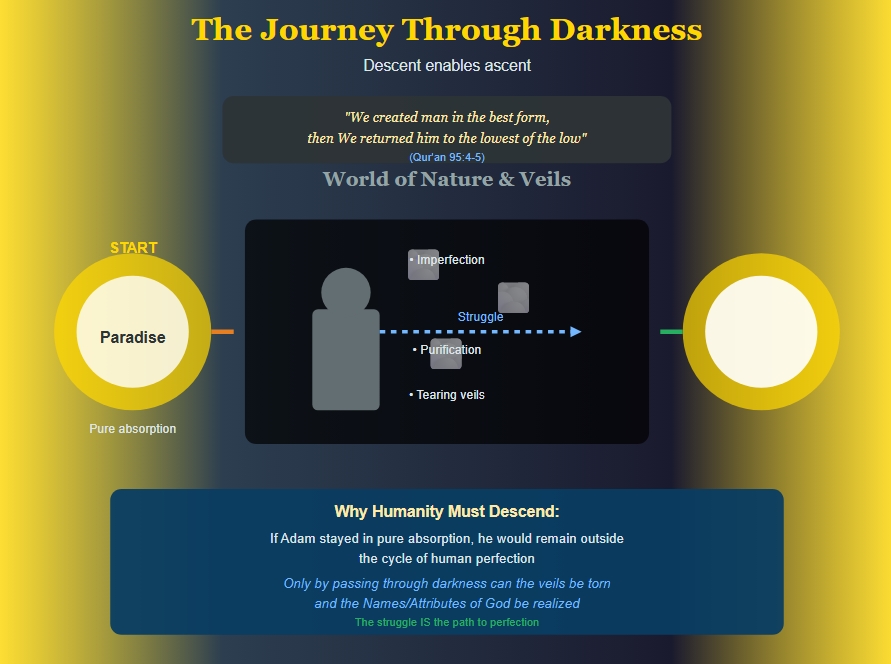 The Journey Through Darkness
Descent enables ascent
"We created man in the best form,
then We returned him to the lowest of the low"
(Qur'an 95:4-5)
World of Nature & Veils
START
Paradise
Pure absorption
• Imperfection
Struggle
• Purification
• Tearing veils
Why Humanity Must Descend:
If Adam stayed in pure absorption, he would remain outside
the cycle of human perfection
Only by passing through darkness can the veils be torn
and the Names/Attributes of God be realized
The struggle IS the path to perfection